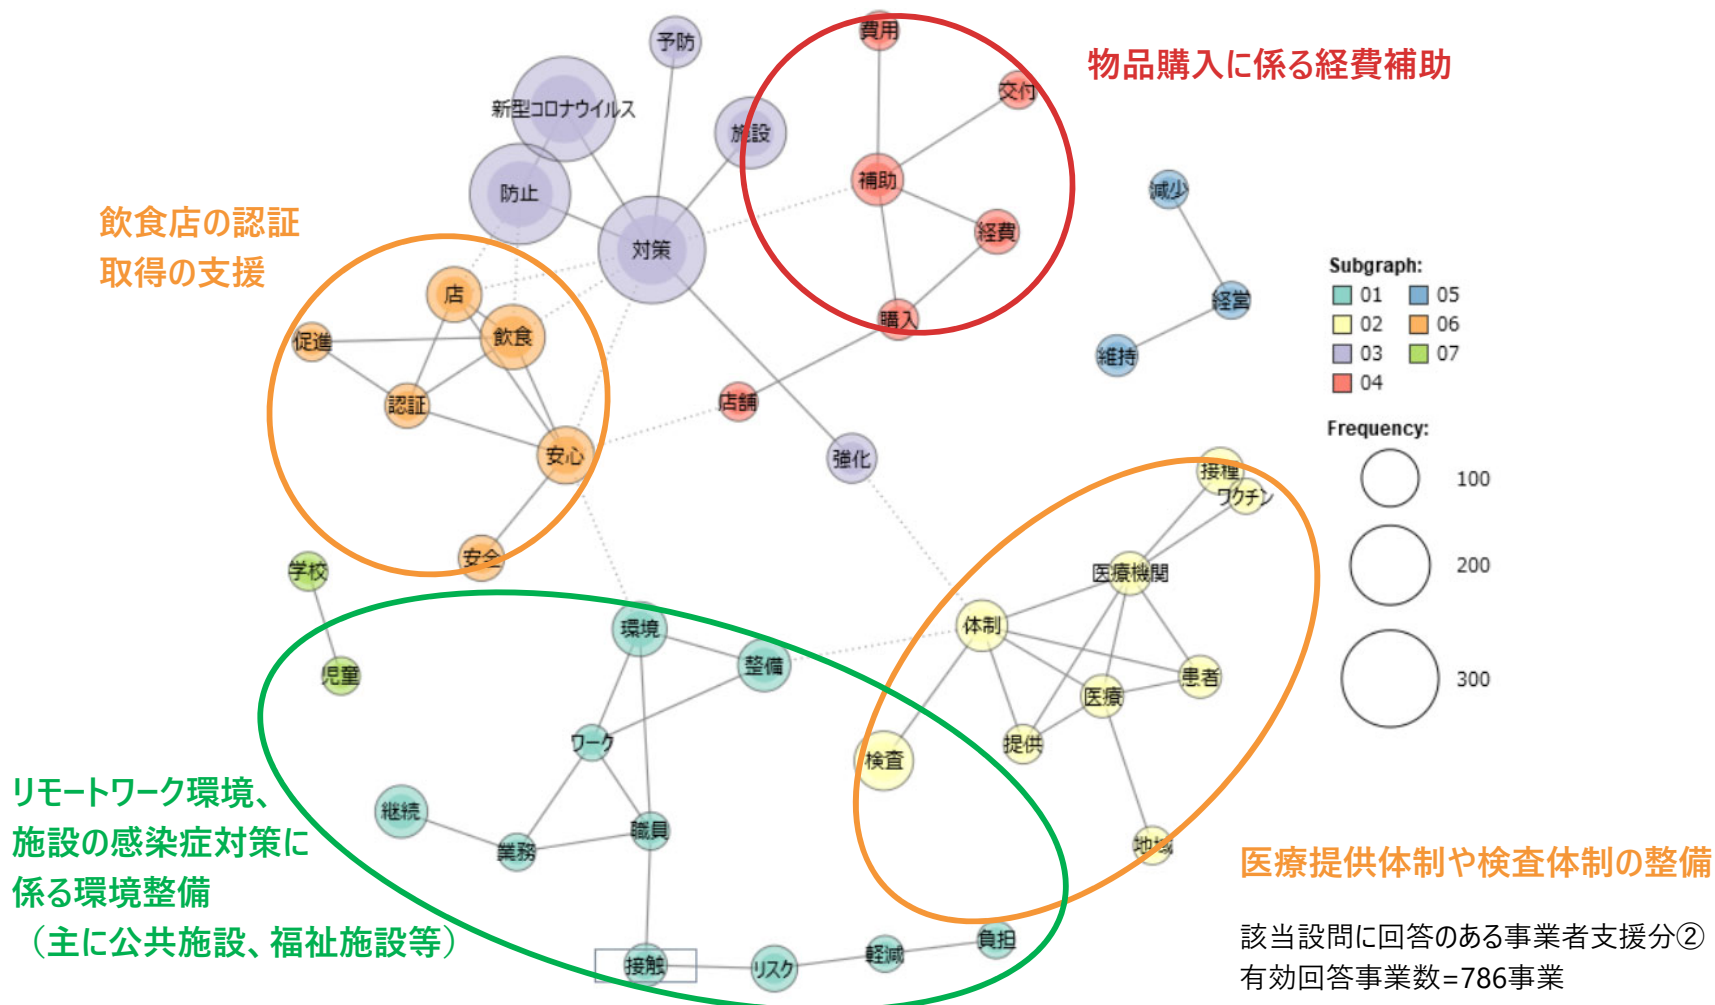 費用
予防
物品購入に係る経費補助
交付
新型コロナウイルス
施設
補助
減少
防止
飲食店の認証
取得の支援
経費
対策
Subgraph:
01 05
02 06
03 07
04
店
経営
購入
飲食
促進
維持
店舗
認証
Frequency:
100
200
300
安心
強化
接種
ワクチン
安全
学校
医療機関
環境
体制
整備
児童
患者
医療
ワーク
提供
検査
リモートワーク環境、
施設の感染症対策に
係る環境整備
（主に公共施設、福祉施設等）
継続
職員
業務
地域
医療提供体制や検査体制の整備
負担
軽減
接触
リスク
該当設問に回答のある事業者支援分②
有効回答事業数=786事業